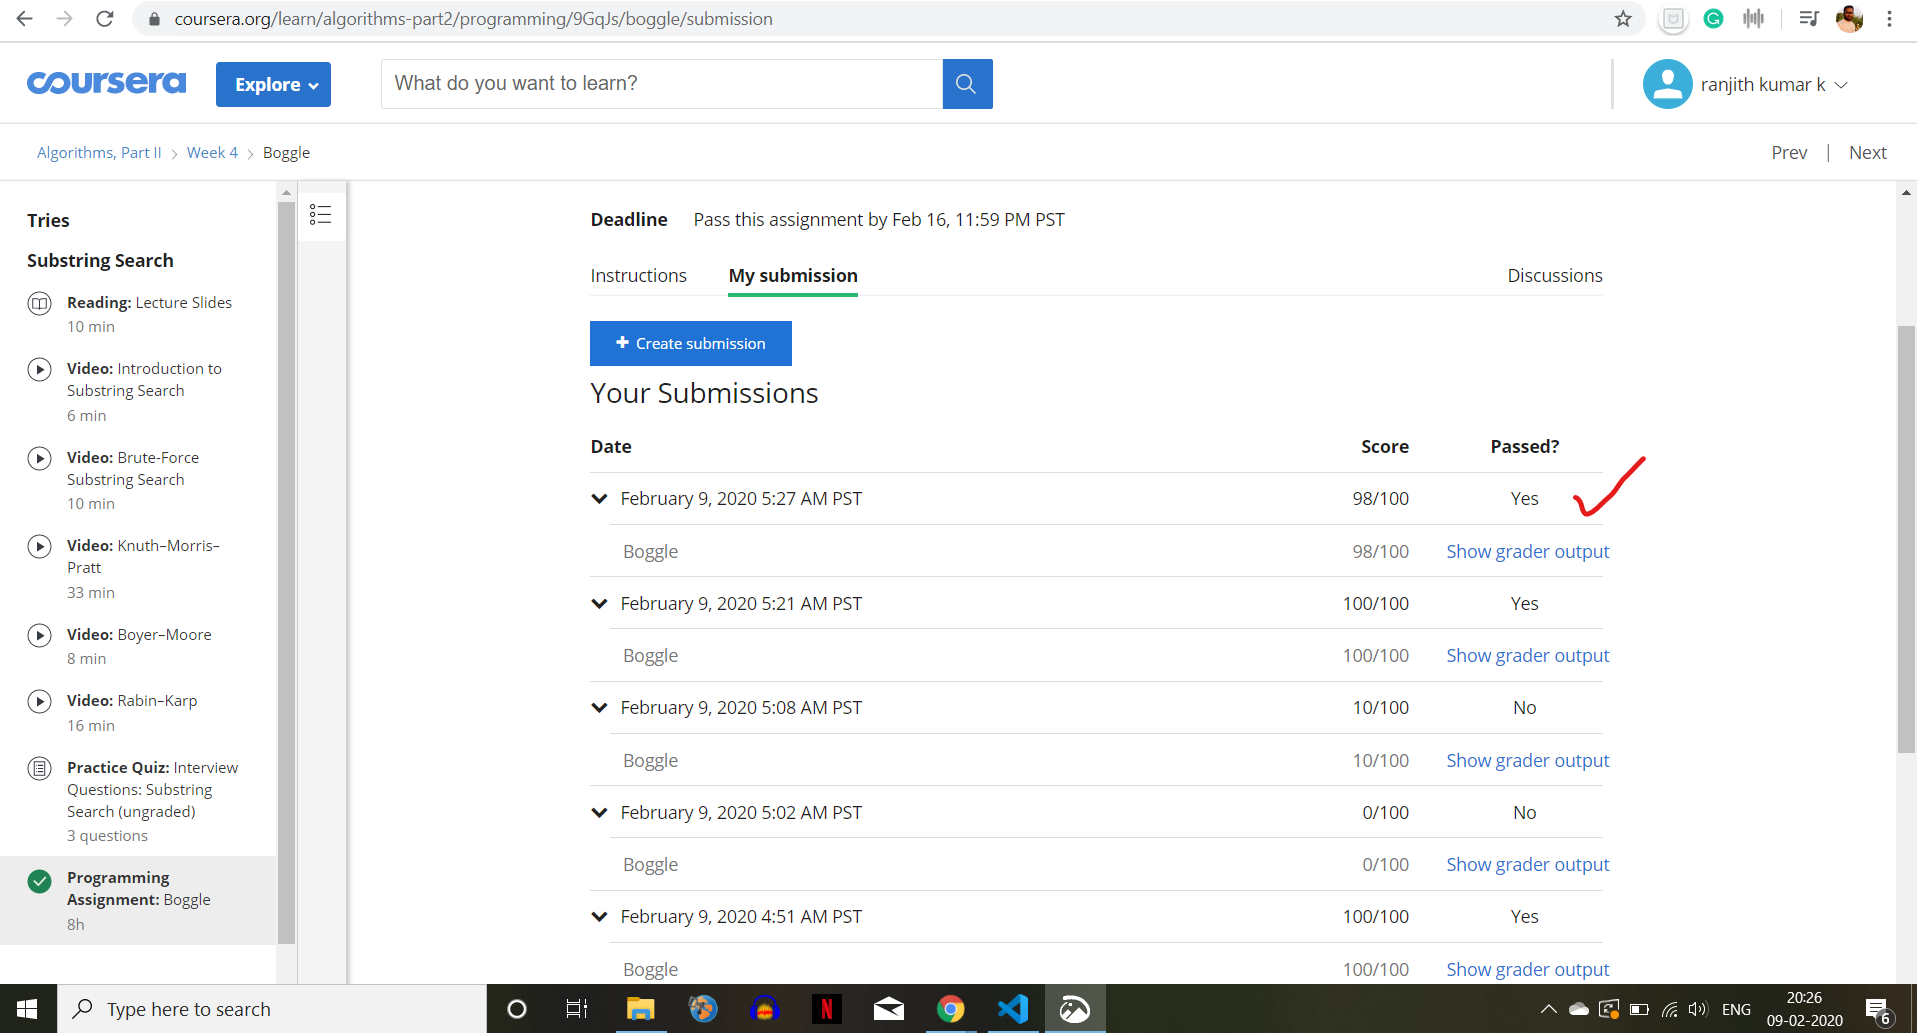 coursera.org/learn/algorithms-part2/programming/9GqJs/boggle/submission
coursera
Explore
What do you want to learn?
ranjith kumar k
Algorithms, Part II > Week 4 > Boggle
Prev | Next
Tries
Substring Search
Reading: Lecture Slides
10 min
Video: Introduction to
Substring Search
6 min
Video: Brute-Force
Substring Search
10 min
Video: Knuth–Morris–
Pratt
33 min
Video: Boyer–Moore
8 min
Video: Rabin–Karp
16 min
Practice Quiz: Interview
Questions: Substring
Search (ungraded)
3 questions
Programming
Assignment: Boggle
8h
Deadline Pass this assignment by Feb 16, 11:59 PM PST
Instructions My submission Discussions
+ Create submission
Your Submissions
Date Score Passed?
February 9, 2020 5:27 AM PST 98/100 Yes
Boggle 98/100 Show grader output
February 9, 2020 5:21 AM PST 100/100 Yes
Boggle 100/100 Show grader output
February 9, 2020 5:08 AM PST 10/100 No
Boggle 10/100 Show grader output
February 9, 2020 5:02 AM PST 0/100 No
Boggle 0/100 Show grader output
February 9, 2020 4:51 AM PST 100/100 Yes
Boggle 100/100 Show grader output
Type here to search
N
ENG
20:26
09-02-2020
6